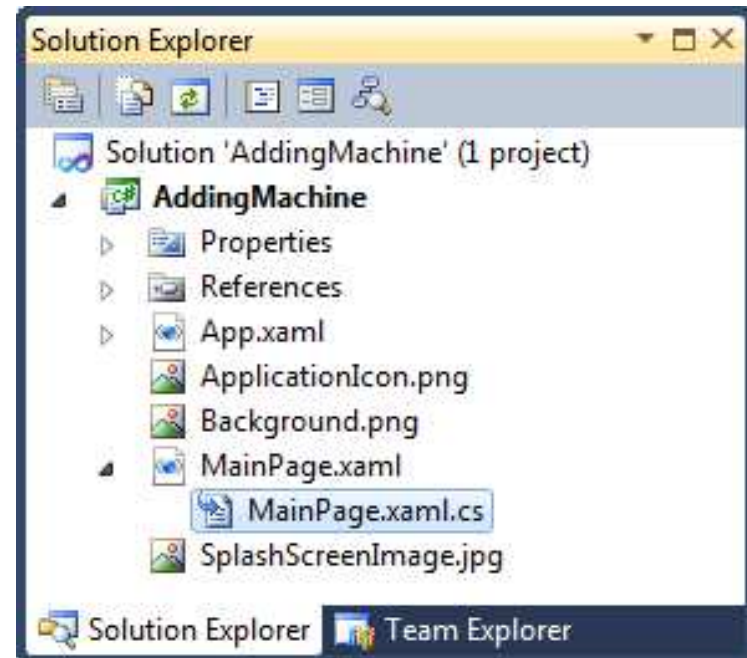 Solution Explorer
Solution 'AddingMachine' (1 project)
AddingMachine
Properties
References
App.xaml
ApplicationIcon.png
Background.png
MainPage.xaml
MainPage.xaml.cs
SplashScreenImage.jpg
Solution Explorer Team Explorer